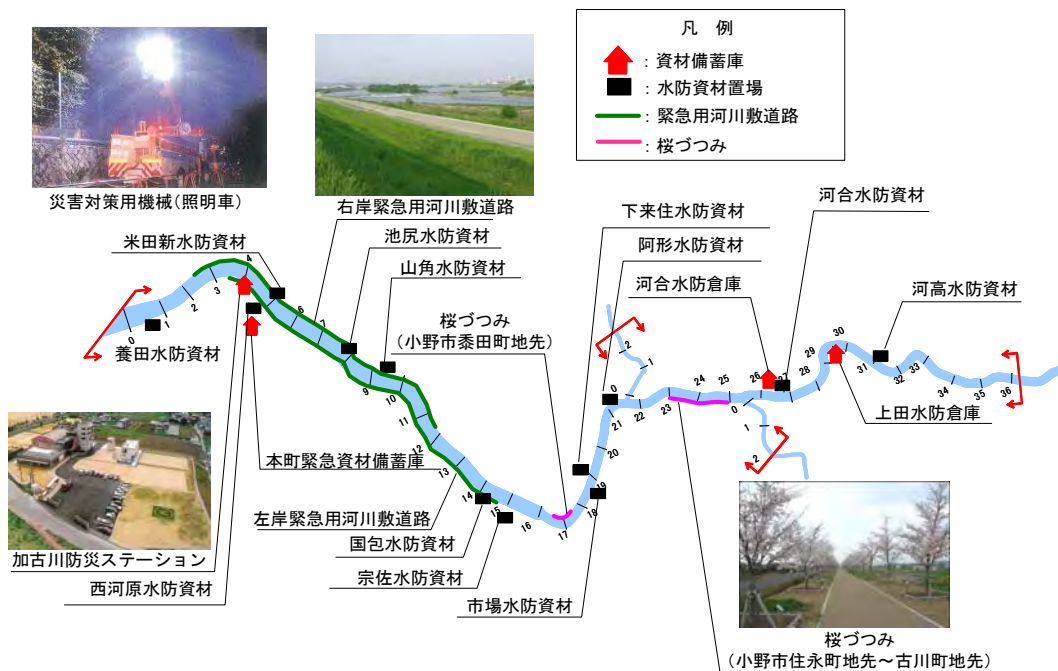 凡 例
：資材備蓄庫
：水防資材置場
：緊急用河川敷道路
：桜づつみ
災害対策用機械(照明車)
右岸緊急用河川敷道路
米田新水防資材
池尻水防資材
山角水防資材
桜づつみ
(小野市黍田町地先)
下来住水防資材
阿形水防資材
河合水防倉庫
河合水防資材
河高水防資材
養田水防資材
上田水防倉庫
本町緊急資材備蓄庫
左岸緊急用河川敷道路
加古川防災ステーション
国包水防資材
西河原水防資材
宗佐水防資材
市場水防資材
桜づつみ
(小野市住永町地先～古川町地先)
0
1
2
3
4
6
7
9
10
11
12
13
14
15
16
17
18
19
20
21
22
23
24
25
26
27
28
29
30
31
32
33
34
35
36
0
1
2
0
1
2